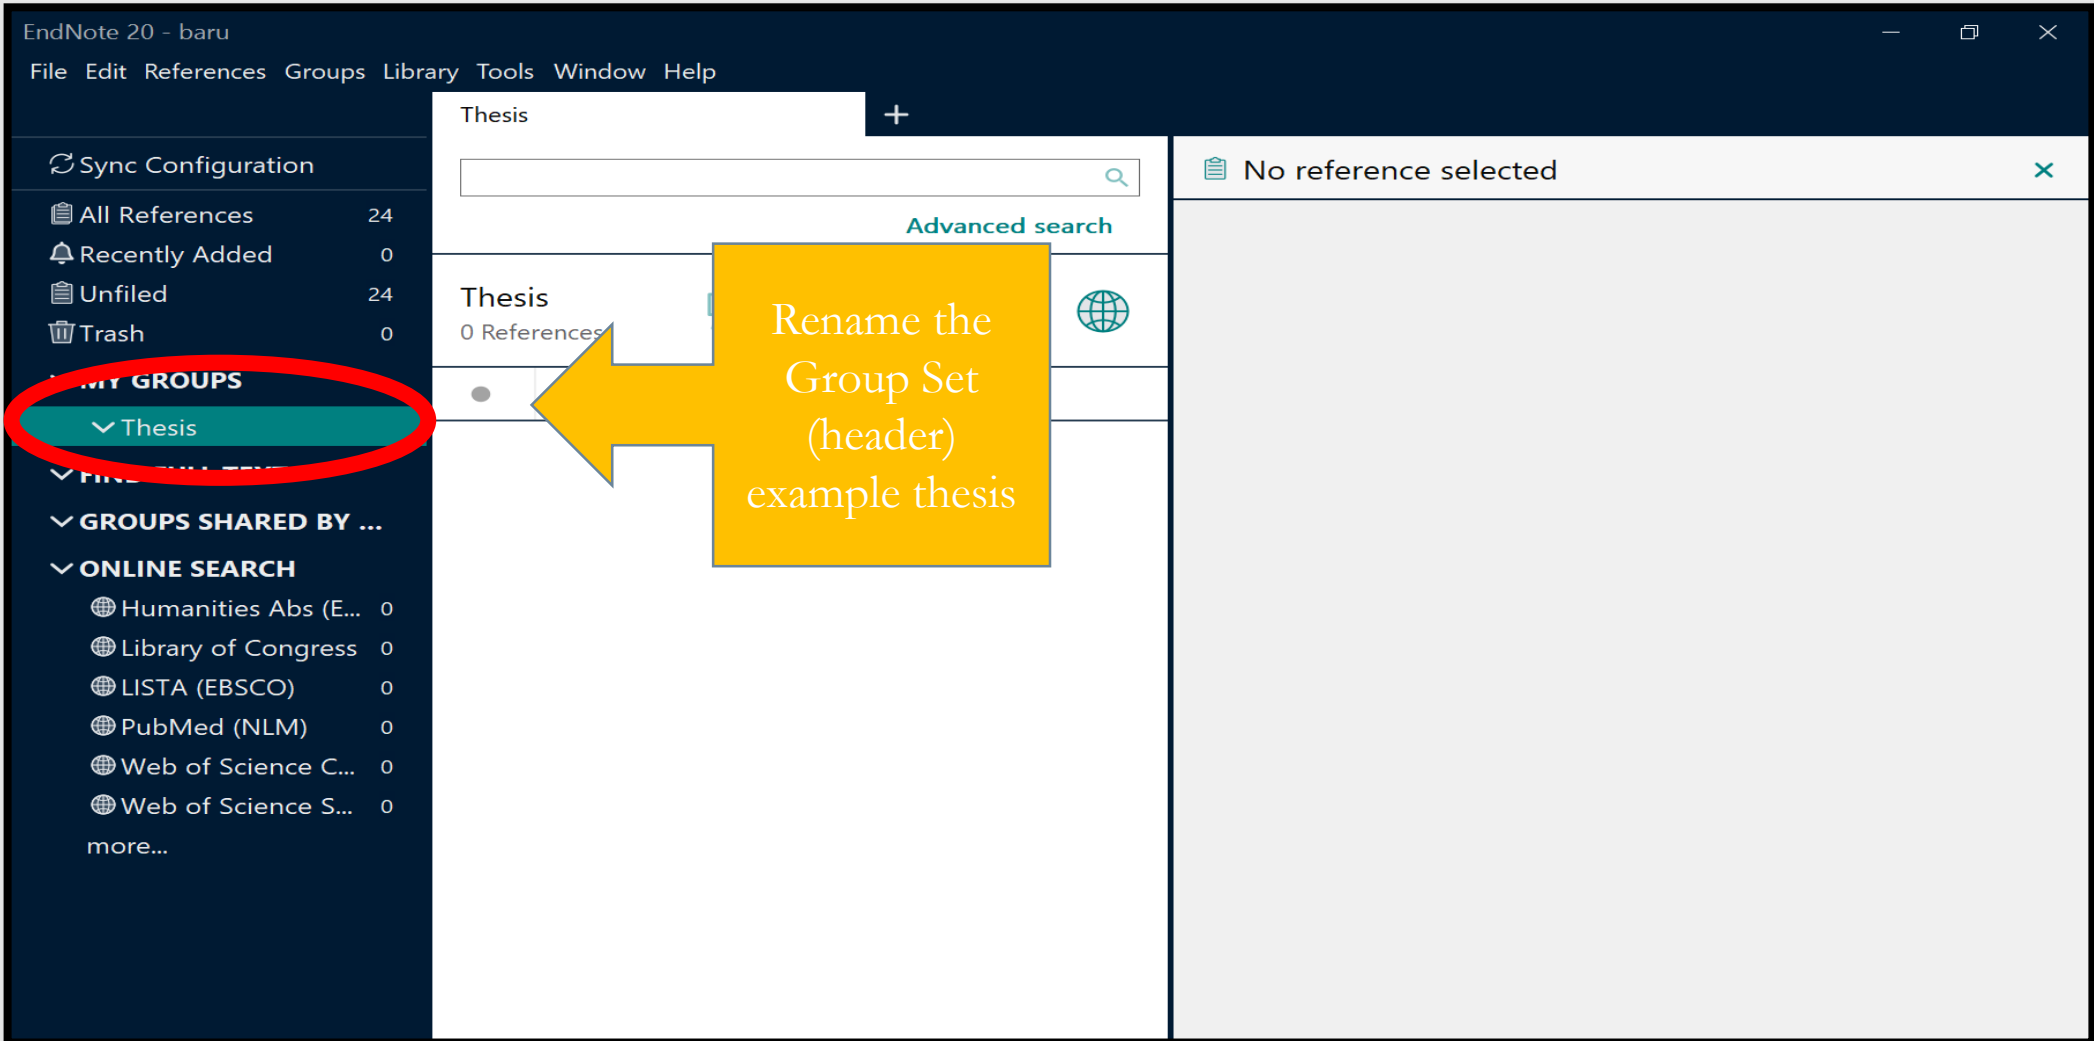 EndNote 20 - baru
File Edit References Groups Library Tools Window Help
Thesis
Sync Configuration
All References 24
Recently Added 0
Unfiled 24
Trash 0
MY GROUPS
Thesis
GROUPS SHARED BY ...
ONLINE SEARCH
Humanities Abs (E... 0
Library of Congress 0
LISTA (EBSCO) 0
PubMed (NLM) 0
Web of Science C... 0
Web of Science S... 0
more...
Advanced search
Thesis
0 References
Rename the
Group Set
(header)
example thesis
No reference selected